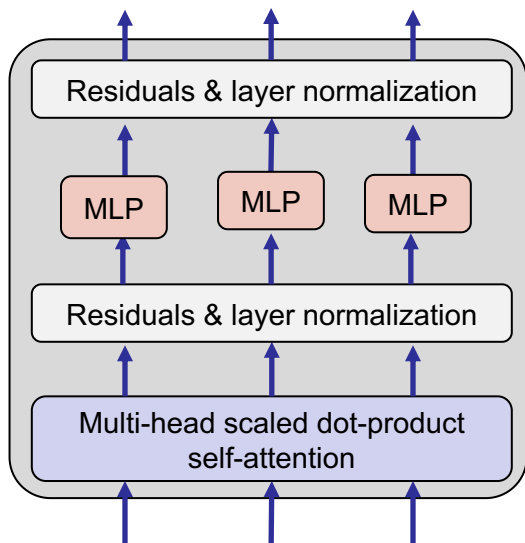 Residuals & layer normalization
MLP
MLP
MLP
Residuals & layer normalization
Multi-head scaled dot-product
self-attention